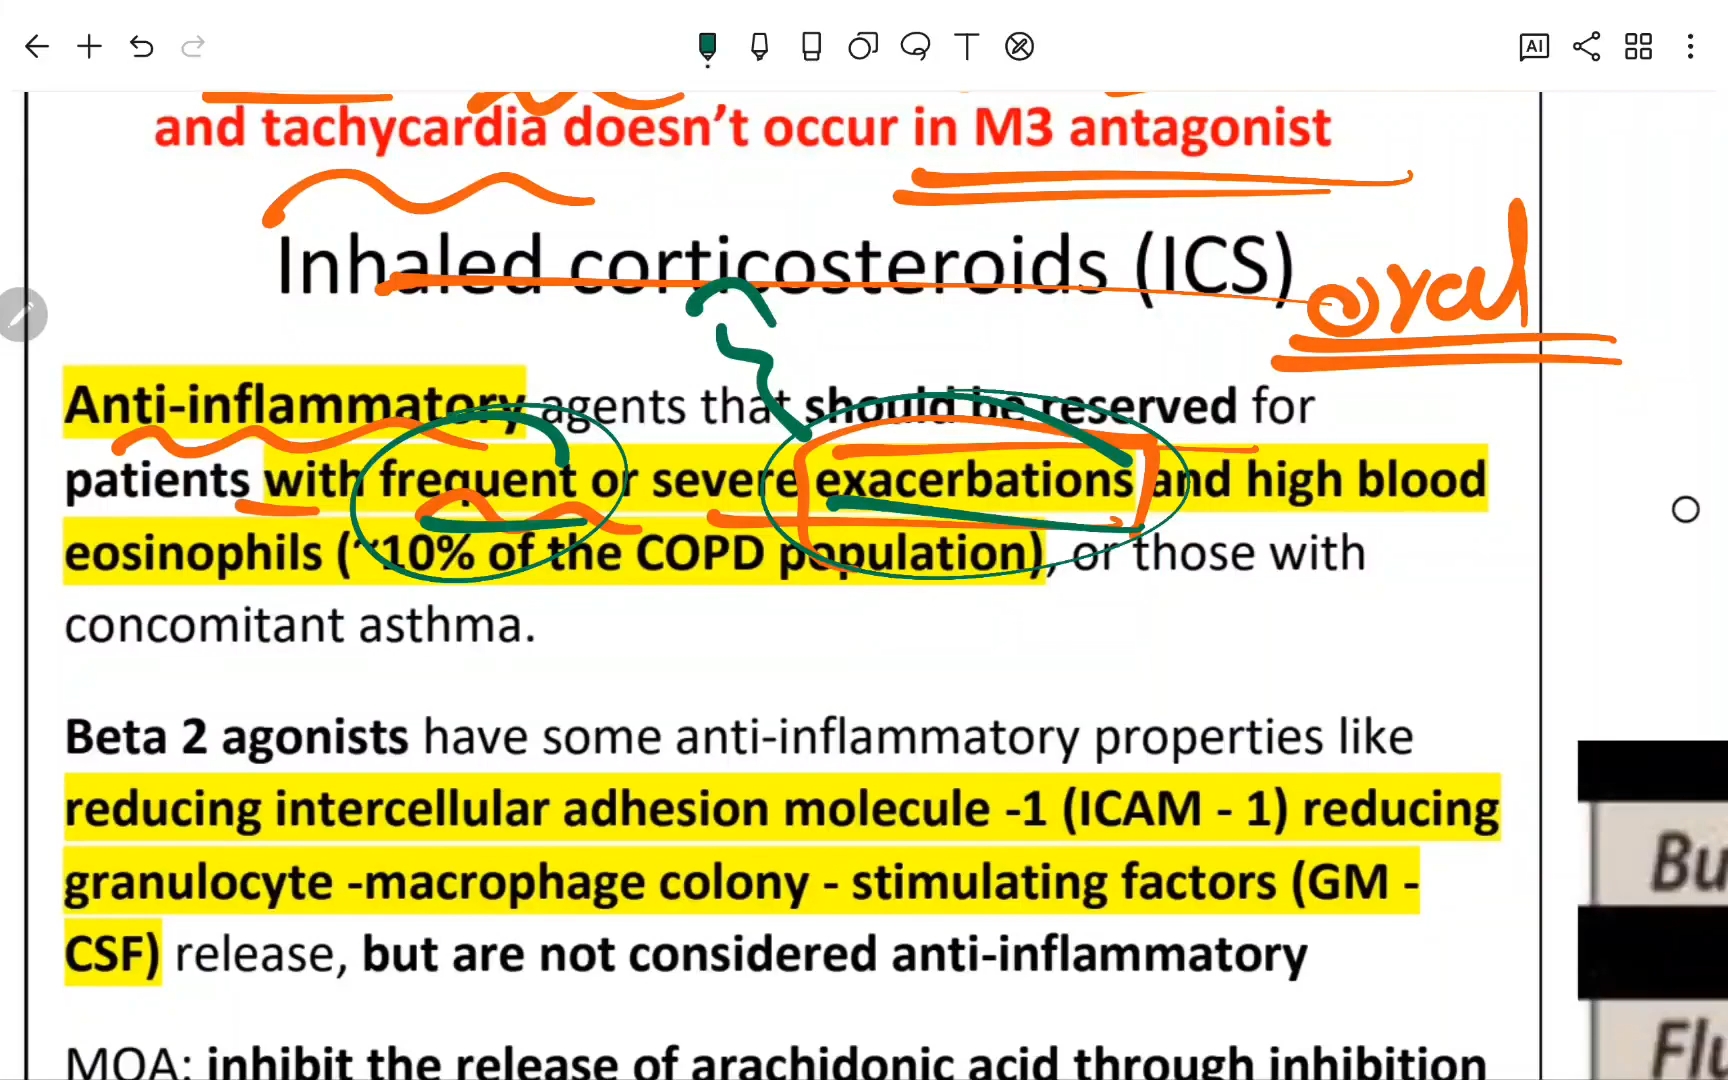 AI
and tachycardia doesn’t occur in M3 antagonist
Inhaled corticosteroids (ICS)
oral
Anti-inflammatory agents that should be reserved for
patients with frequent or severe exacerbations and high blood
eosinophils (~10% of the COPD population), or those with
concomitant asthma.
Beta 2 agonists have some anti-inflammatory properties like
reducing intercellular adhesion molecule -1 (ICAM - 1) reducing
granulocyte -macrophage colony - stimulating factors (GM -
CSF) release, but are not considered anti-inflammatory
MOA: inhibit the release of arachidonic acid through inhibition
Bu
Flu